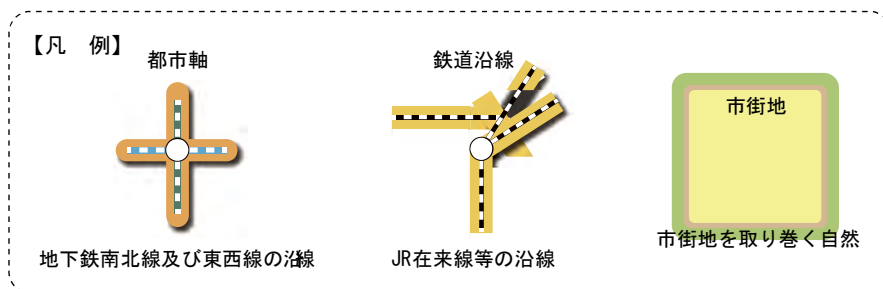 【凡　例】
都市軸
鉄道沿線
市街地
地下鉄南北線及び東西線の沿線
JR在来線等の沿線
市街地を取り巻く自然